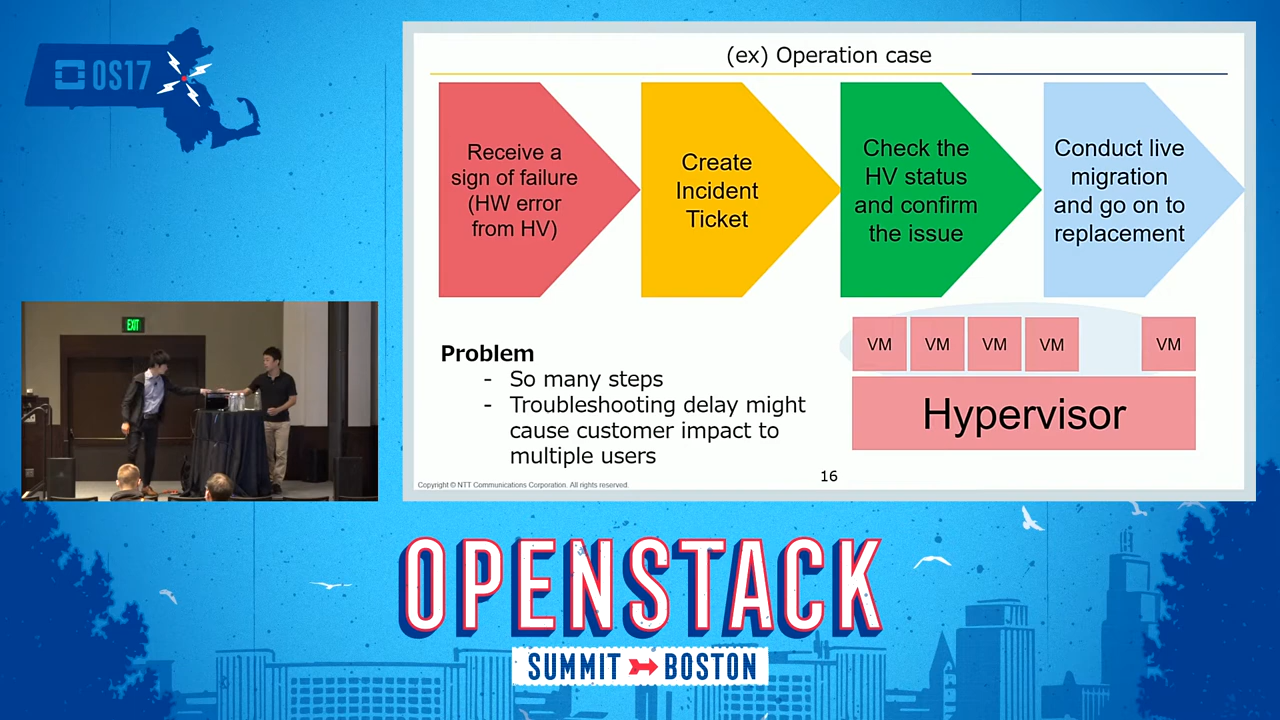 OS17
(ex) Operation case
Receive a
sign of failure
(HW error
from HV)
Create
Incident
Ticket
Check the
HV status
and confirm
the issue
Conduct live
migration
and go on to
replacement
EXIT
VM
VM
VM
VM
VM
Hypervisor
Problem
- So many steps
- Troubleshooting delay might
cause customer impact to
multiple users
16
Copyright © NTT Communications Corporation. All rights reserved.
OPENSTACK
SUMMIT BOSTON